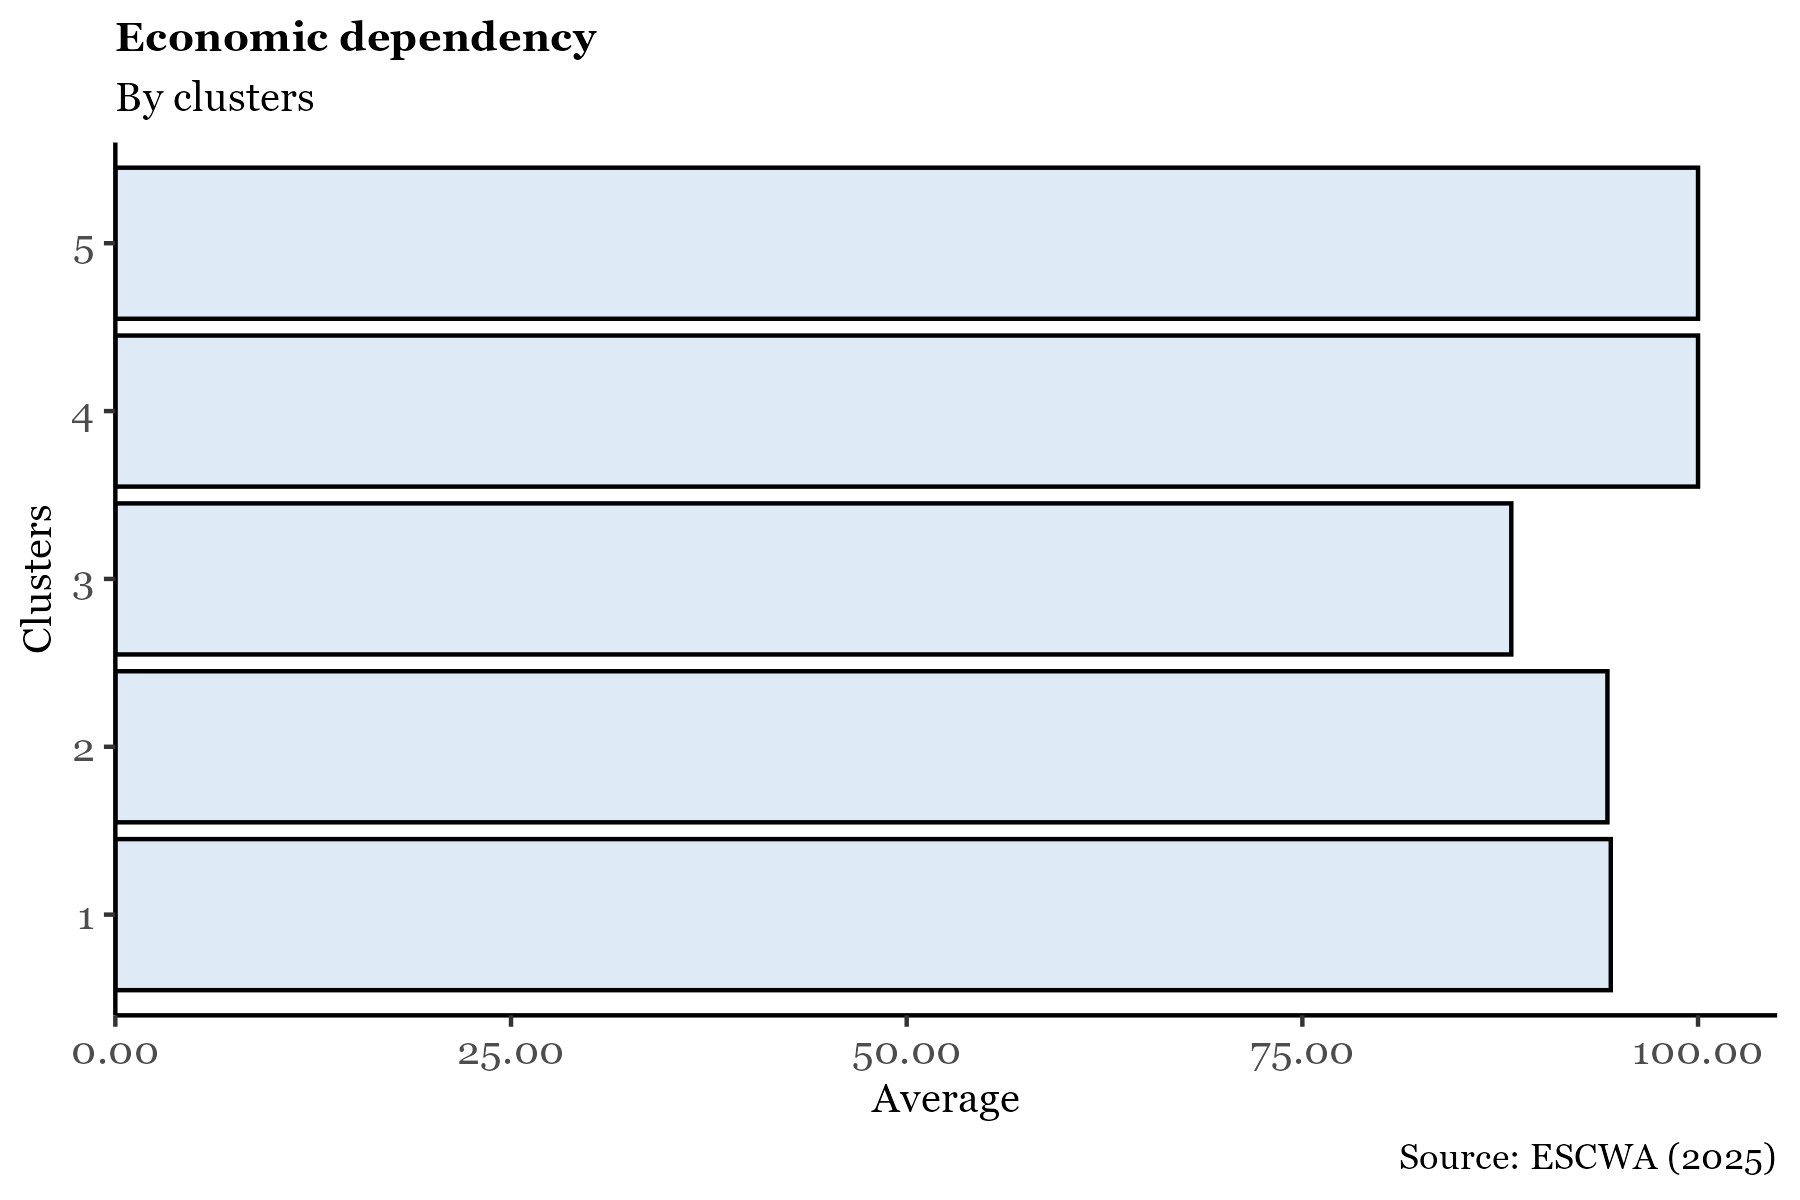 Economic dependency
By clusters
5
4
3
2
1
Clusters
0.00 25.00 50.00 75.00 100.00
Average
Source: ESCWA (2025)